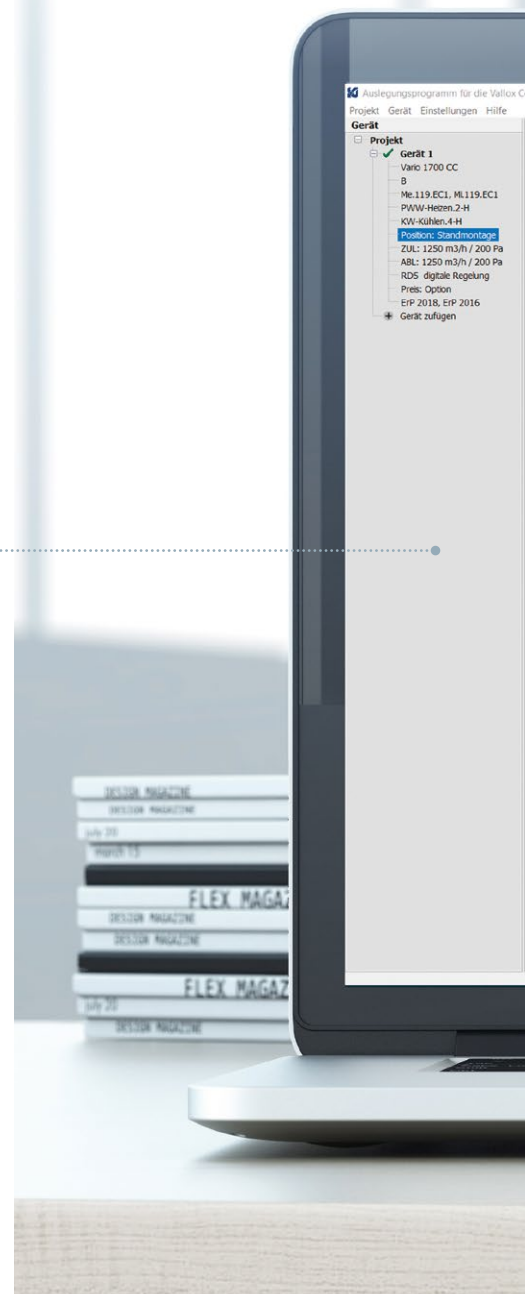 Auslegungsprogramm für die Vallox C
Projekt Gerät Einstellungen Hilfe
Gerät
Projekt
Gerät 1
Vario 1700 CC
B
Me.119.EC1, Ml.119.EC1
PWW-Heizen.2-H
KW-Kühlen.4-H
Position: Standmontage
ZUL: 1250 m3/h / 200 Pa
ABL: 1250 m3/h / 200 Pa
RDS digitale Regelung
Preis: Option
ErP 2018, ErP 2016
Gerät zufügen
DESIGN MAGAZINE
DESIGN MAGAZINE
july 20
march 15
FLEX MAGAZ
DESIGN MAGAZINE
DESIGN MAGAZINE
FLEX MAGAZ
july 20
DESIGN MAGAZINE